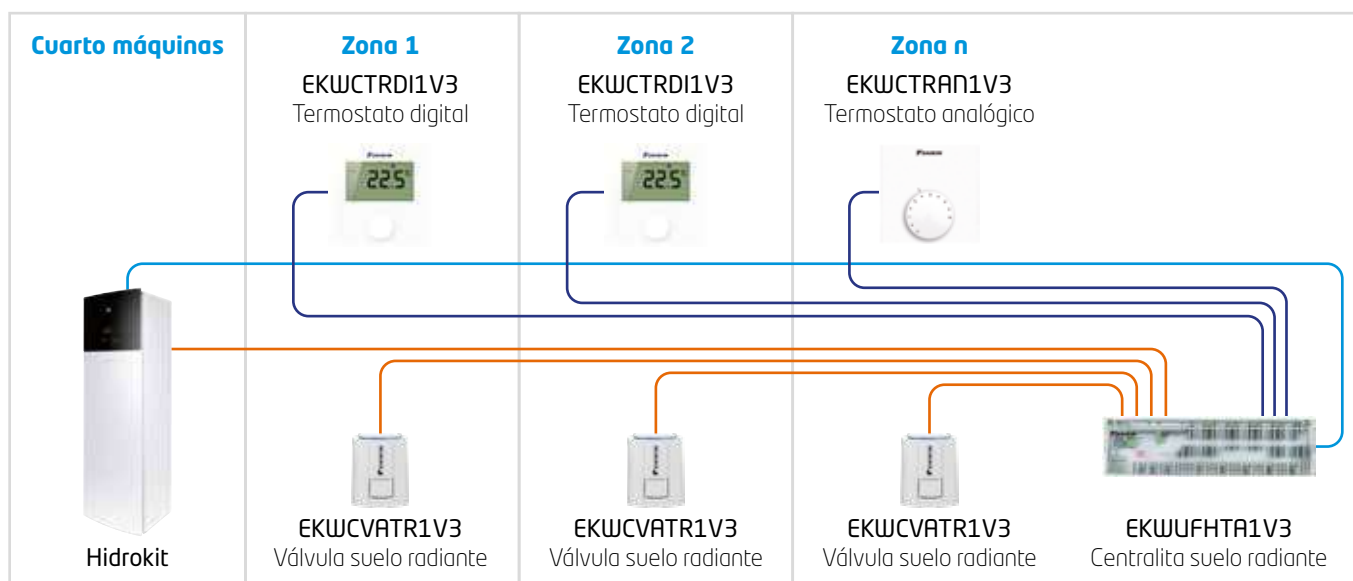 Cuarto máquinas
Zona 1
Zona 2
Zona n
EKWCTRDI1V3
Termostato digital
EKWCTRDI1V3
Termostato digital
EKWCTRAN1V3
Termostato analógico
22.5°
22.5°
Hidrokit
EKWCVATR1V3
Válvula suelo radiante
EKWCVATR1V3
Válvula suelo radiante
EKWCVATR1V3
Válvula suelo radiante
EKWUFHTA1V3
Centralita suelo radiante